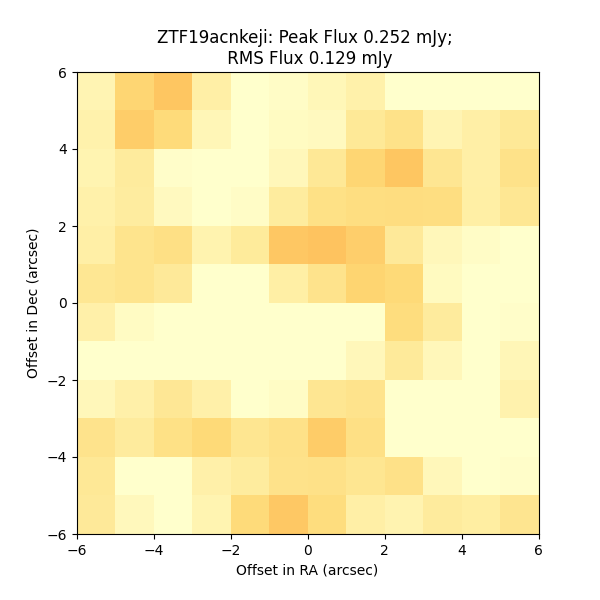 ZTF19acnkeji: Peak Flux 0.252 mJy;
RMS Flux 0.129 mJy
6
4
2
0
−2
−4
−6
Offset in Dec (arcsec)
−6 −4 −2 0 2 4 6
Offset in RA (arcsec)